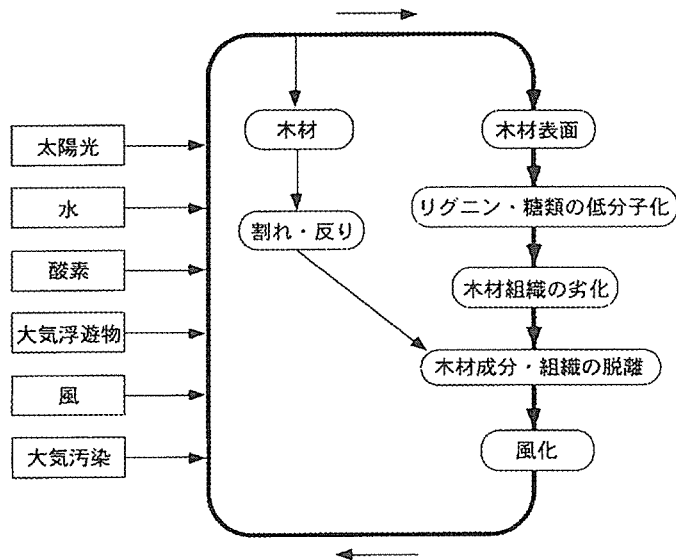 太陽光
水
酸素
大気浮遊物
風
大気汚染
木材
割れ・反り
木材表面
リグニン・糖類の低分子化
木材組織の劣化
木材成分・組織の脱離
風化